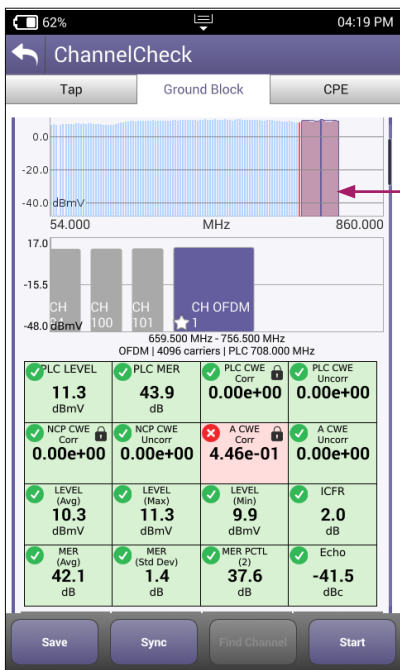 62%
04:19 PM
ChannelCheck
Tap
Ground Block
CPE
0.0
-20.0
-40.0 dBmV
54.000 MHz 860.000
17.0
-15.5
-48.0 dBmV
CH CH CH CH OFDM
100 101 1
659.500 MHz - 756.500 MHz
OFDM | 4096 carriers | PLC 708.000 MHz
PLC LEVEL
11.3
dBmV
PLC MER
43.9
dB
PLC CWE
Corr
0.00e+00
PLC CWE
Uncorr
0.00e+00
NCP CWE
Corr
0.00e+00
NCP CWE
Uncorr
0.00e+00
A CWE
Corr
4.46e-01
A CWE
Uncorr
0.00e+00
LEVEL
(Avg)
10.3
dBmV
LEVEL
(Max)
11.3
dBmV
LEVEL
(Min)
9.9
dBmV
ICFR
2.0
dB
MER
(Avg)
42.1
dB
MER
(Std Dev)
1.4
dB
MER PCTL
(2)
37.6
dB
Echo
-41.5
dBc
Save
Sync
Find Channel
Start